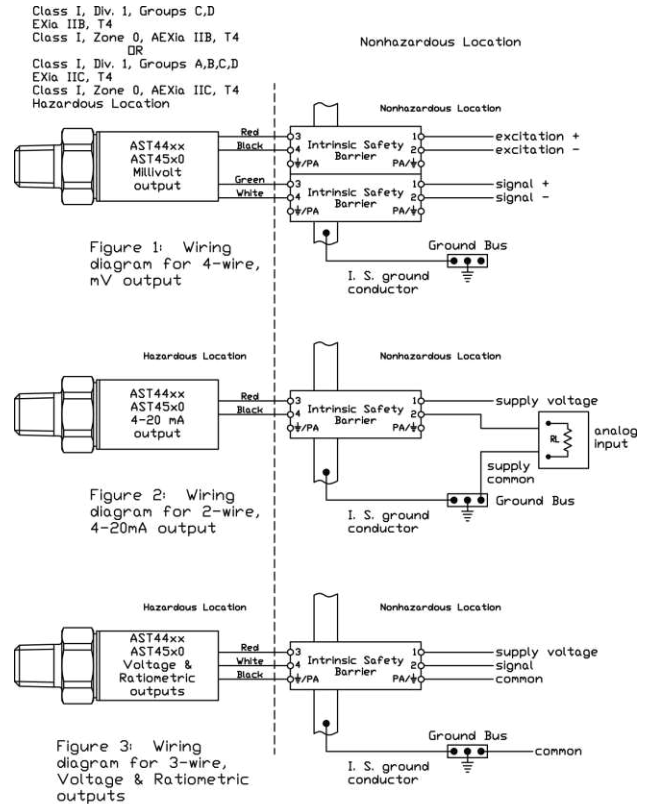 Class I, Div. 1, Groups C,D
EXia IIB, T4
Class I, Zone 0, AEXia IIB, T4
OR
Class I, Div. 1, Groups A,B,C,D
EXia IIC, T4
Class I, Zone 0, AEXia IIC, T4
Hazardous Location
Nonhazardous Location
Nonhazardous Location
AST44xx
AST45x0
Millivolt
output
Red
Black
Green
White
3
4
/PA
Intrinsic Safety
Barrier
1
2
PA/
3
4
/PA
Intrinsic Safety
Barrier
1
2
PA/
excitation +
excitation -
signal +
signal -
Figure 1: Wiring
diagram for 4-wire,
mV output
Ground Bus
I. S. ground
conductor
Hazardous Location
Nonhazardous Location
AST44xx
AST45x0
4-20 mA
output
Red
Black
3
4
/PA
Intrinsic Safety
Barrier
1
2
PA/
supply voltage
RL
analog
input
supply
common
Ground Bus
Figure 2: Wiring
diagram for 2-wire,
4-20mA output
I. S. ground
conductor
Hazardous Location
Nonhazardous Location
AST44xx
AST45x0
Voltage &
Ratiometric
outputs
Red
White
Black
3
4
/PA
Intrinsic Safety
Barrier
1
2
PA/
supply voltage
signal
common
Figure 3: Wiring
diagram for 3-wire,
Voltage & Ratiometric
outputs
Ground Bus
common
I. S. ground
conductor